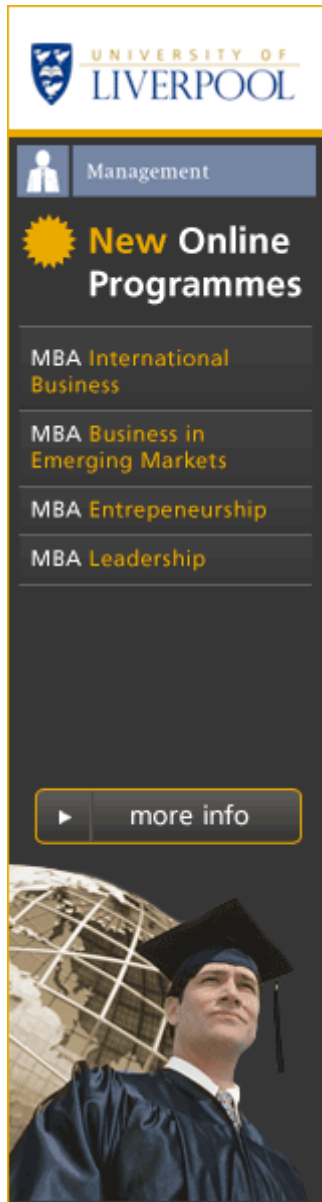 UNIVERSITY OF
LIVERPOOL
Management
New Online
Programmes
MBA International
Business
MBA Business in
Emerging Markets
MBA Entrepeneurship
MBA Leadership
more info